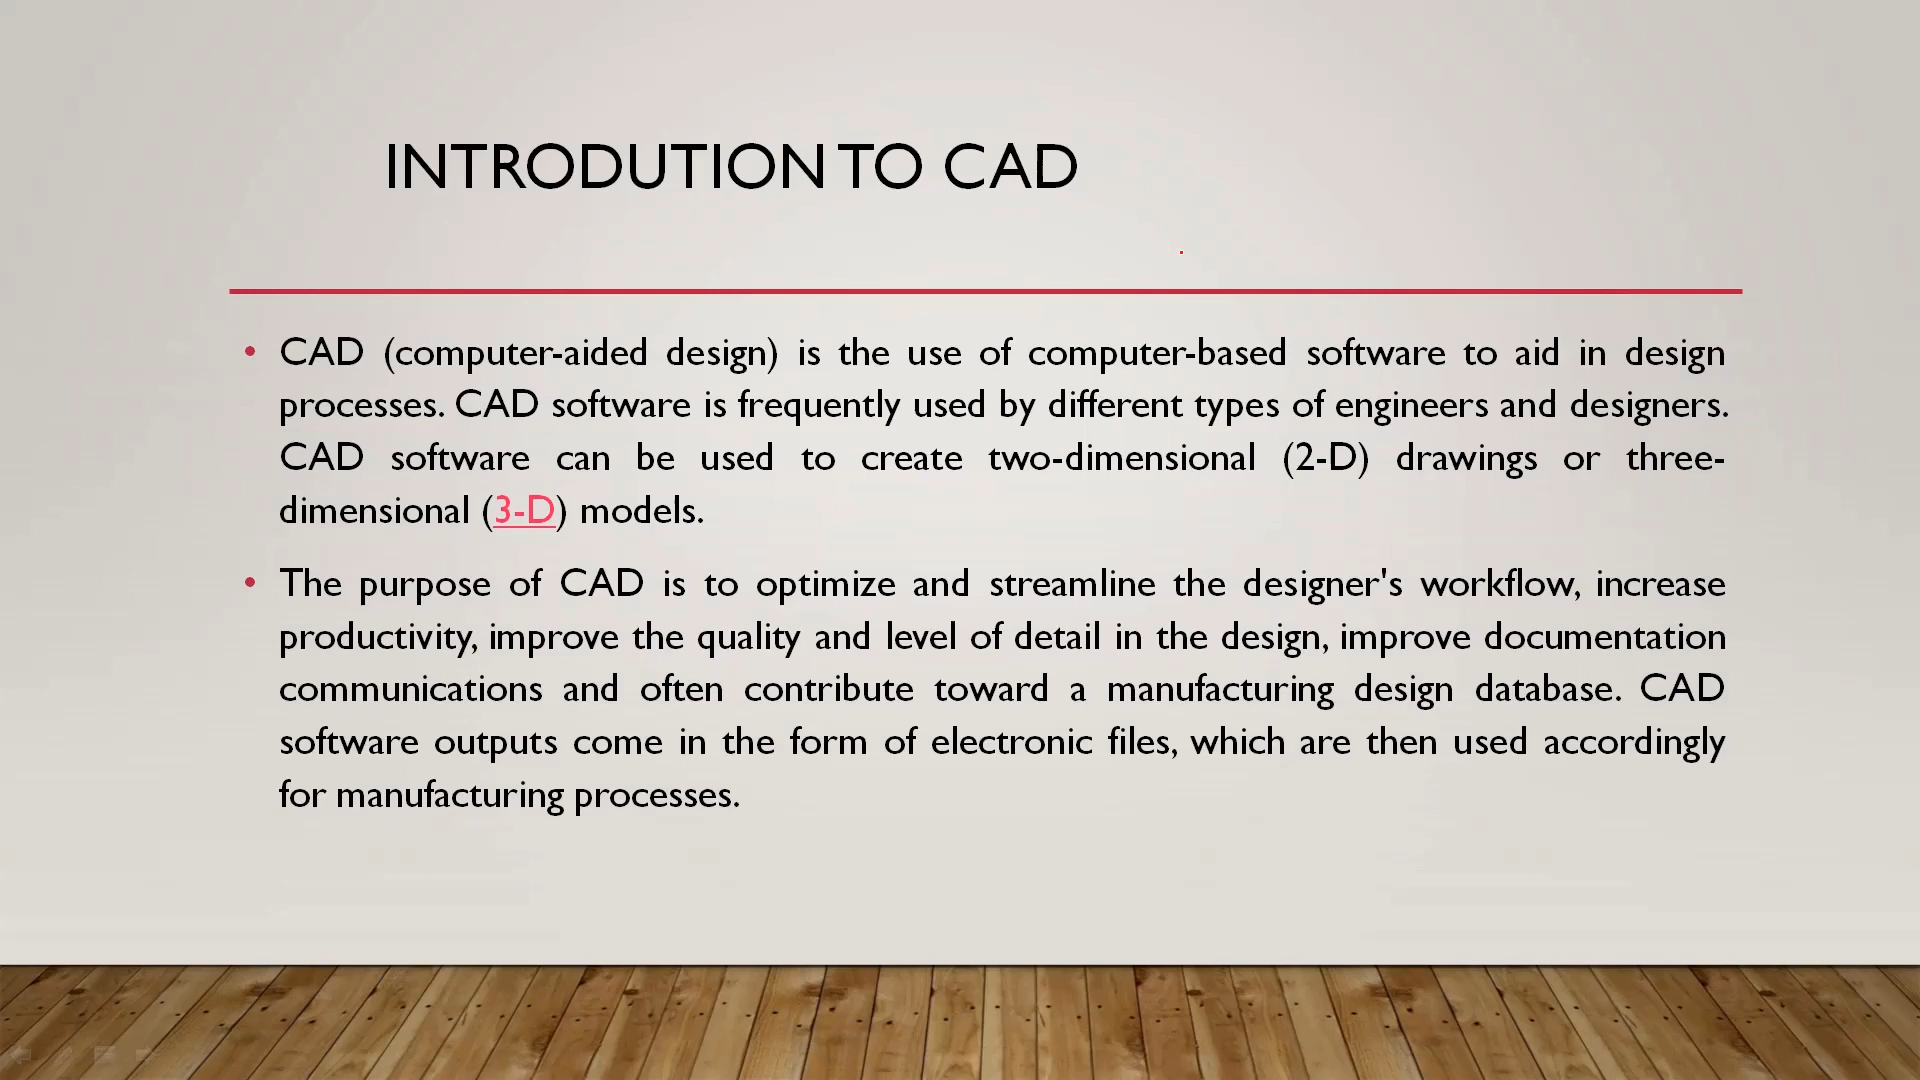 INTRODUTION TO CAD
• CAD (computer-aided design) is the use of computer-based software to aid in design
processes. CAD software is frequently used by different types of engineers and designers.
CAD software can be used to create two-dimensional (2-D) drawings or three-
dimensional (3-D) models.
• The purpose of CAD is to optimize and streamline the designer's workflow, increase
productivity, improve the quality and level of detail in the design, improve documentation
communications and often contribute toward a manufacturing design database. CAD
software outputs come in the form of electronic files, which are then used accordingly
for manufacturing processes.